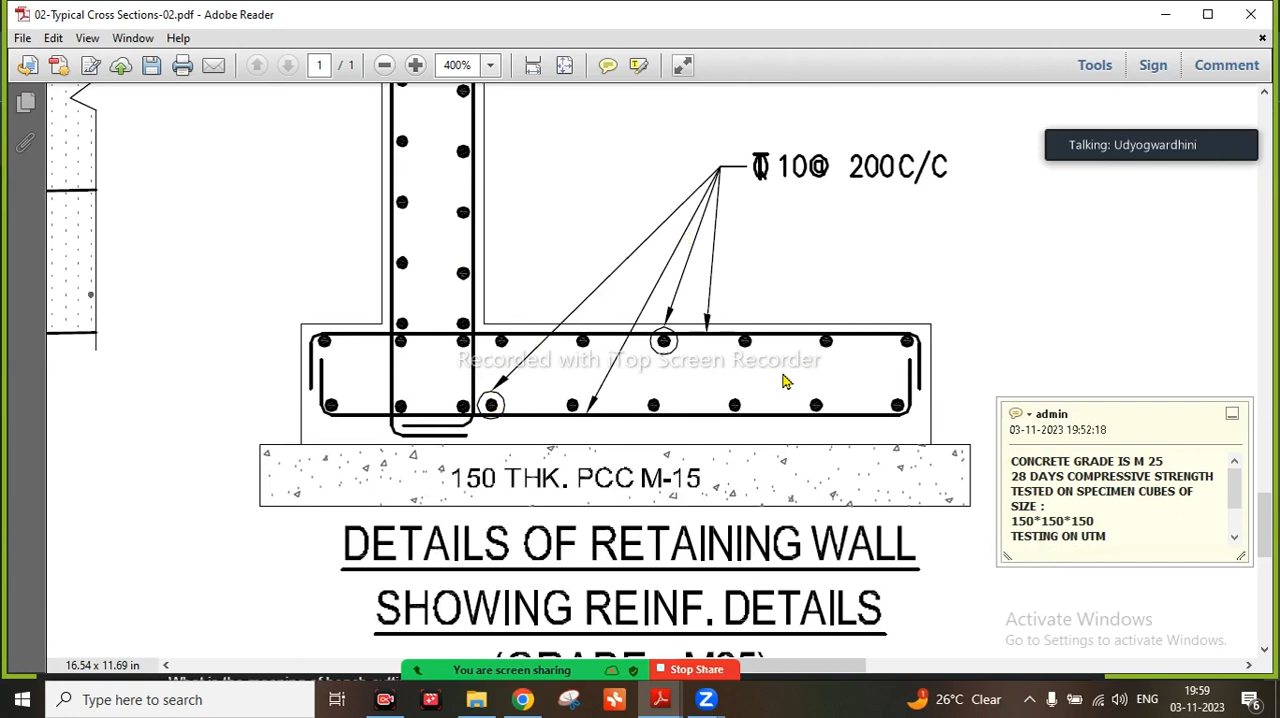 02-Typical Cross Sections-02.pdf - Adobe Reader
File Edit View Window Help
1 / 1 400% Tools Sign Comment
Talking: Udyogwardhini
10@ 200C/C
Recorded with iTop Screen Recorder
admin
03-11-2023 19:52:18
CONCRETE GRADE IS M 25
28 DAYS COMPRESSIVE STRENGTH
TESTED ON SPECIMEN CUBES OF
SIZE :
150*150*150
TESTING ON UTM
150 THK. PCC M-15
DETAILS OF RETAINING WALL
SHOWING REINF. DETAILS
Activate Windows
Go to Settings to activate Windows.
16.54 x 11.69 in
You are screen sharing Stop Share
Type here to search
26°C Clear
ENG
19:59
03-11-2023
6